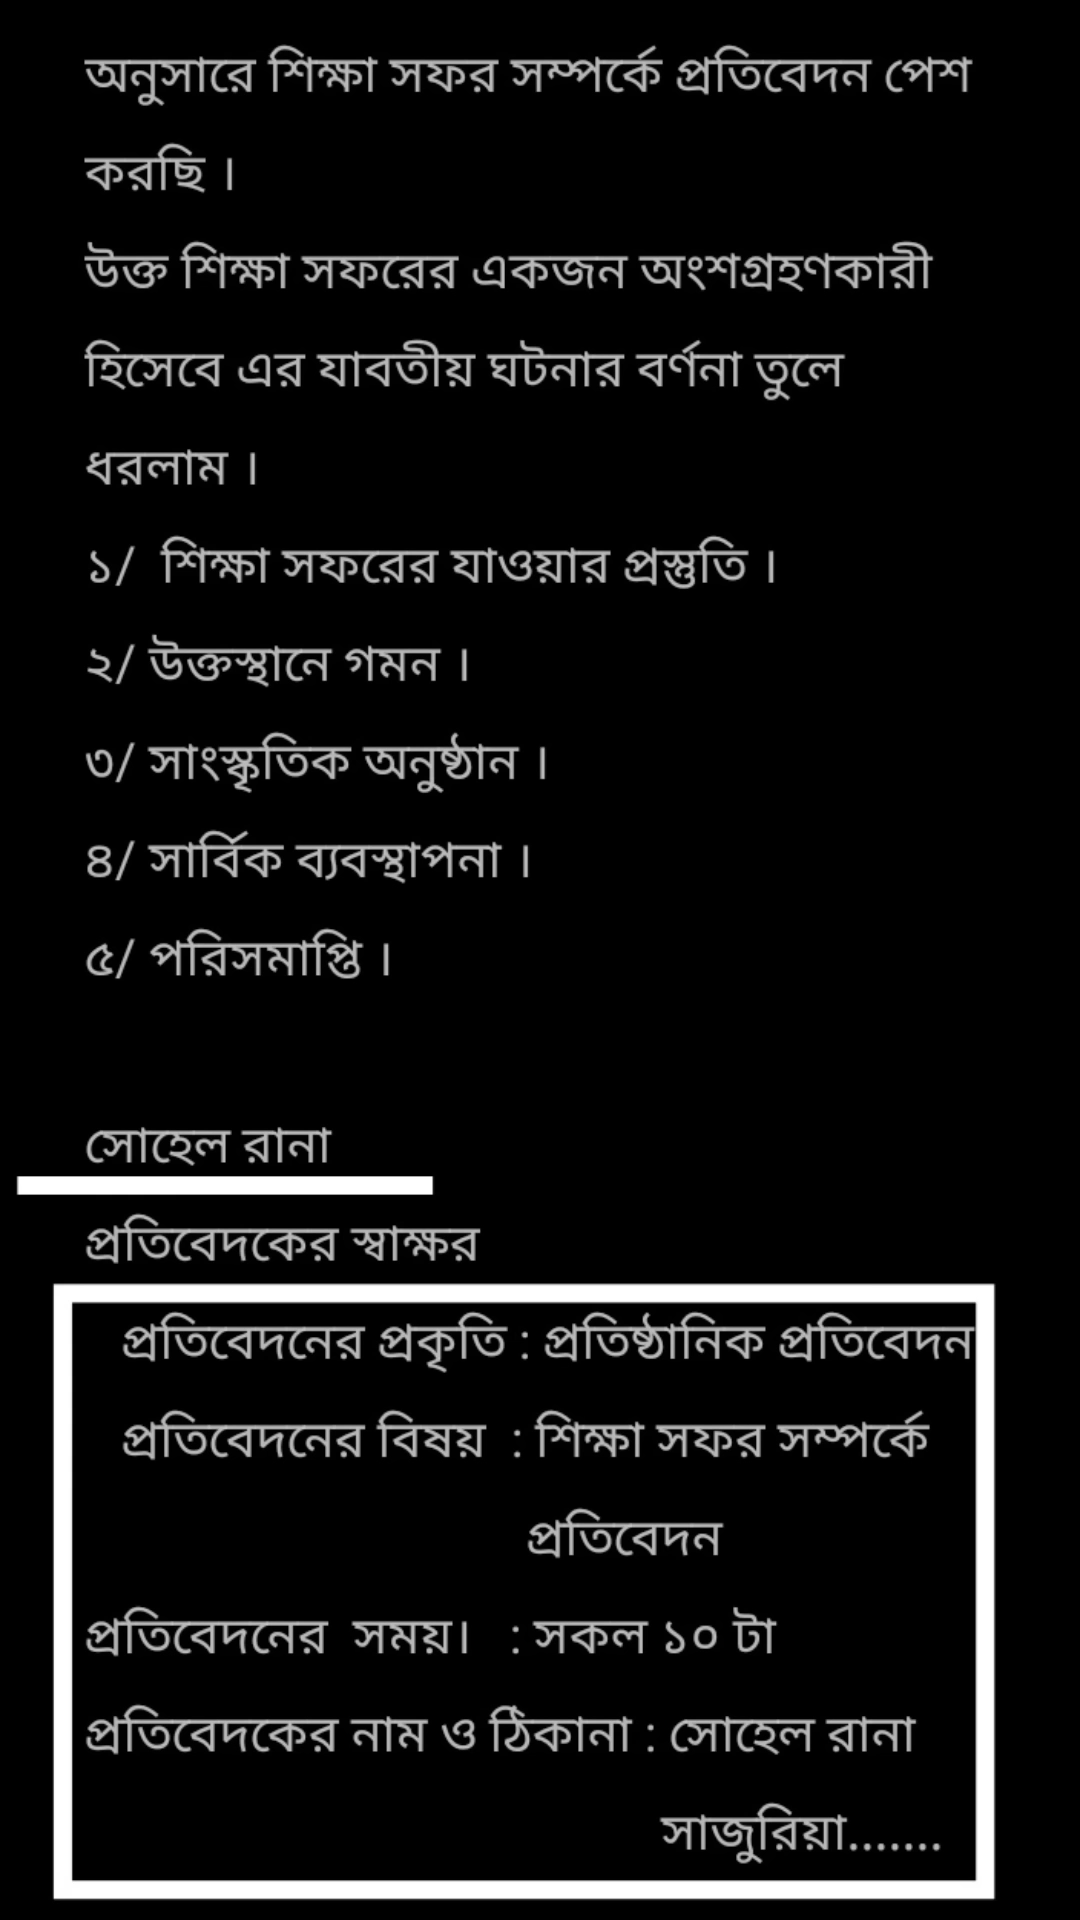 অনুসারে শিক্ষা সফর সম্পর্কে প্রতিবেদন পেশ
করছি ।
উক্ত শিক্ষা সফরের একজন অংশগ্রহণকারী
হিসেবে এর যাবতীয় ঘটনার বর্ণনা তুলে
ধরলাম ।
১/ শিক্ষা সফরের যাওয়ার প্রস্তুতি ।
২/ উক্তস্থানে গমন ।
৩/ সাংস্কৃতিক অনুষ্ঠান ।
৪/ সার্বিক ব্যবস্থাপনা ।
৫/ পরিসমাপ্তি ।
সোহেল রানা
প্রতিবেদকের স্বাক্ষর
প্রতিবেদনের প্রকৃতি : প্রতিষ্ঠানিক প্রতিবেদন
প্রতিবেদনের বিষয় : শিক্ষা সফর সম্পর্কে
প্রতিবেদন
প্রতিবেদনের সময়। : সকল ১০ টা
প্রতিবেদকের নাম ও ঠিকানা : সোহেল রানা
সাজুরিয়া.......